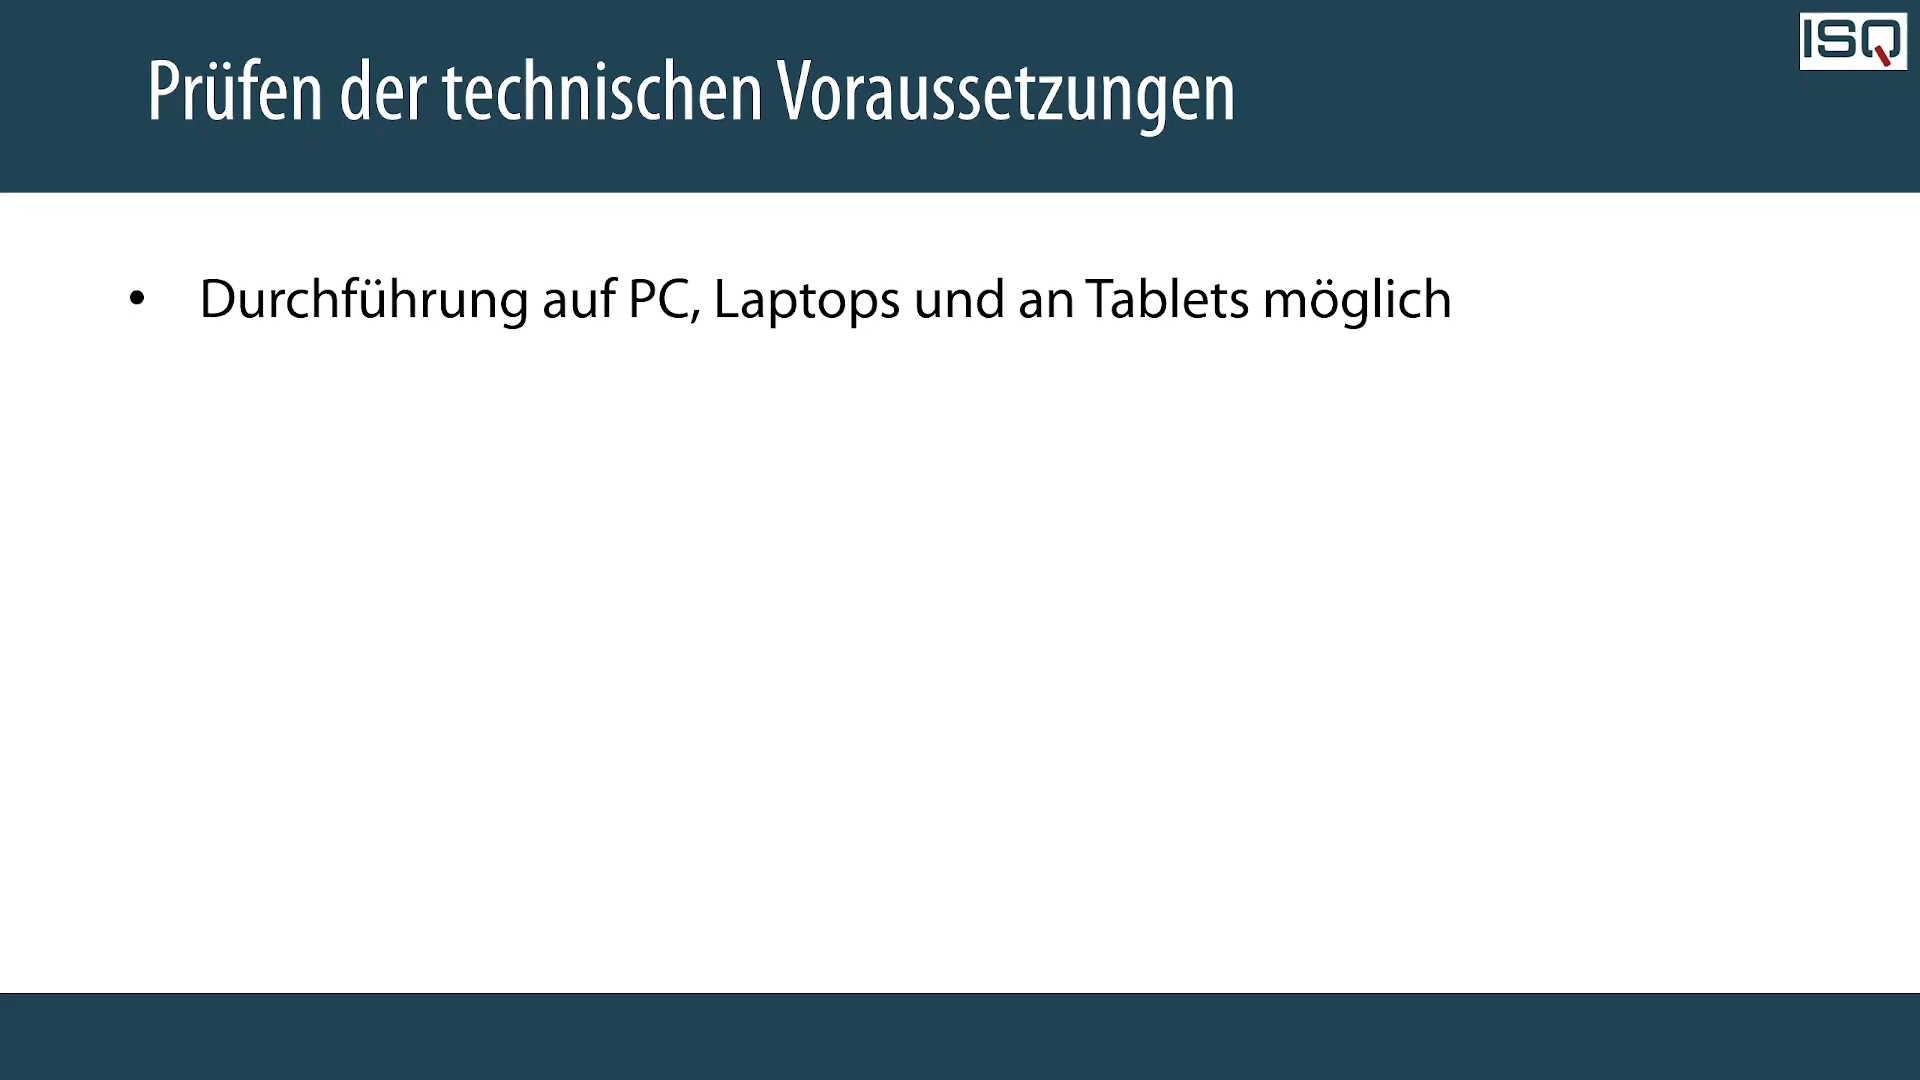 ISQ
Prüfen der technischen Voraussetzungen
• Durchführung auf PC, Laptops und an Tablets möglich